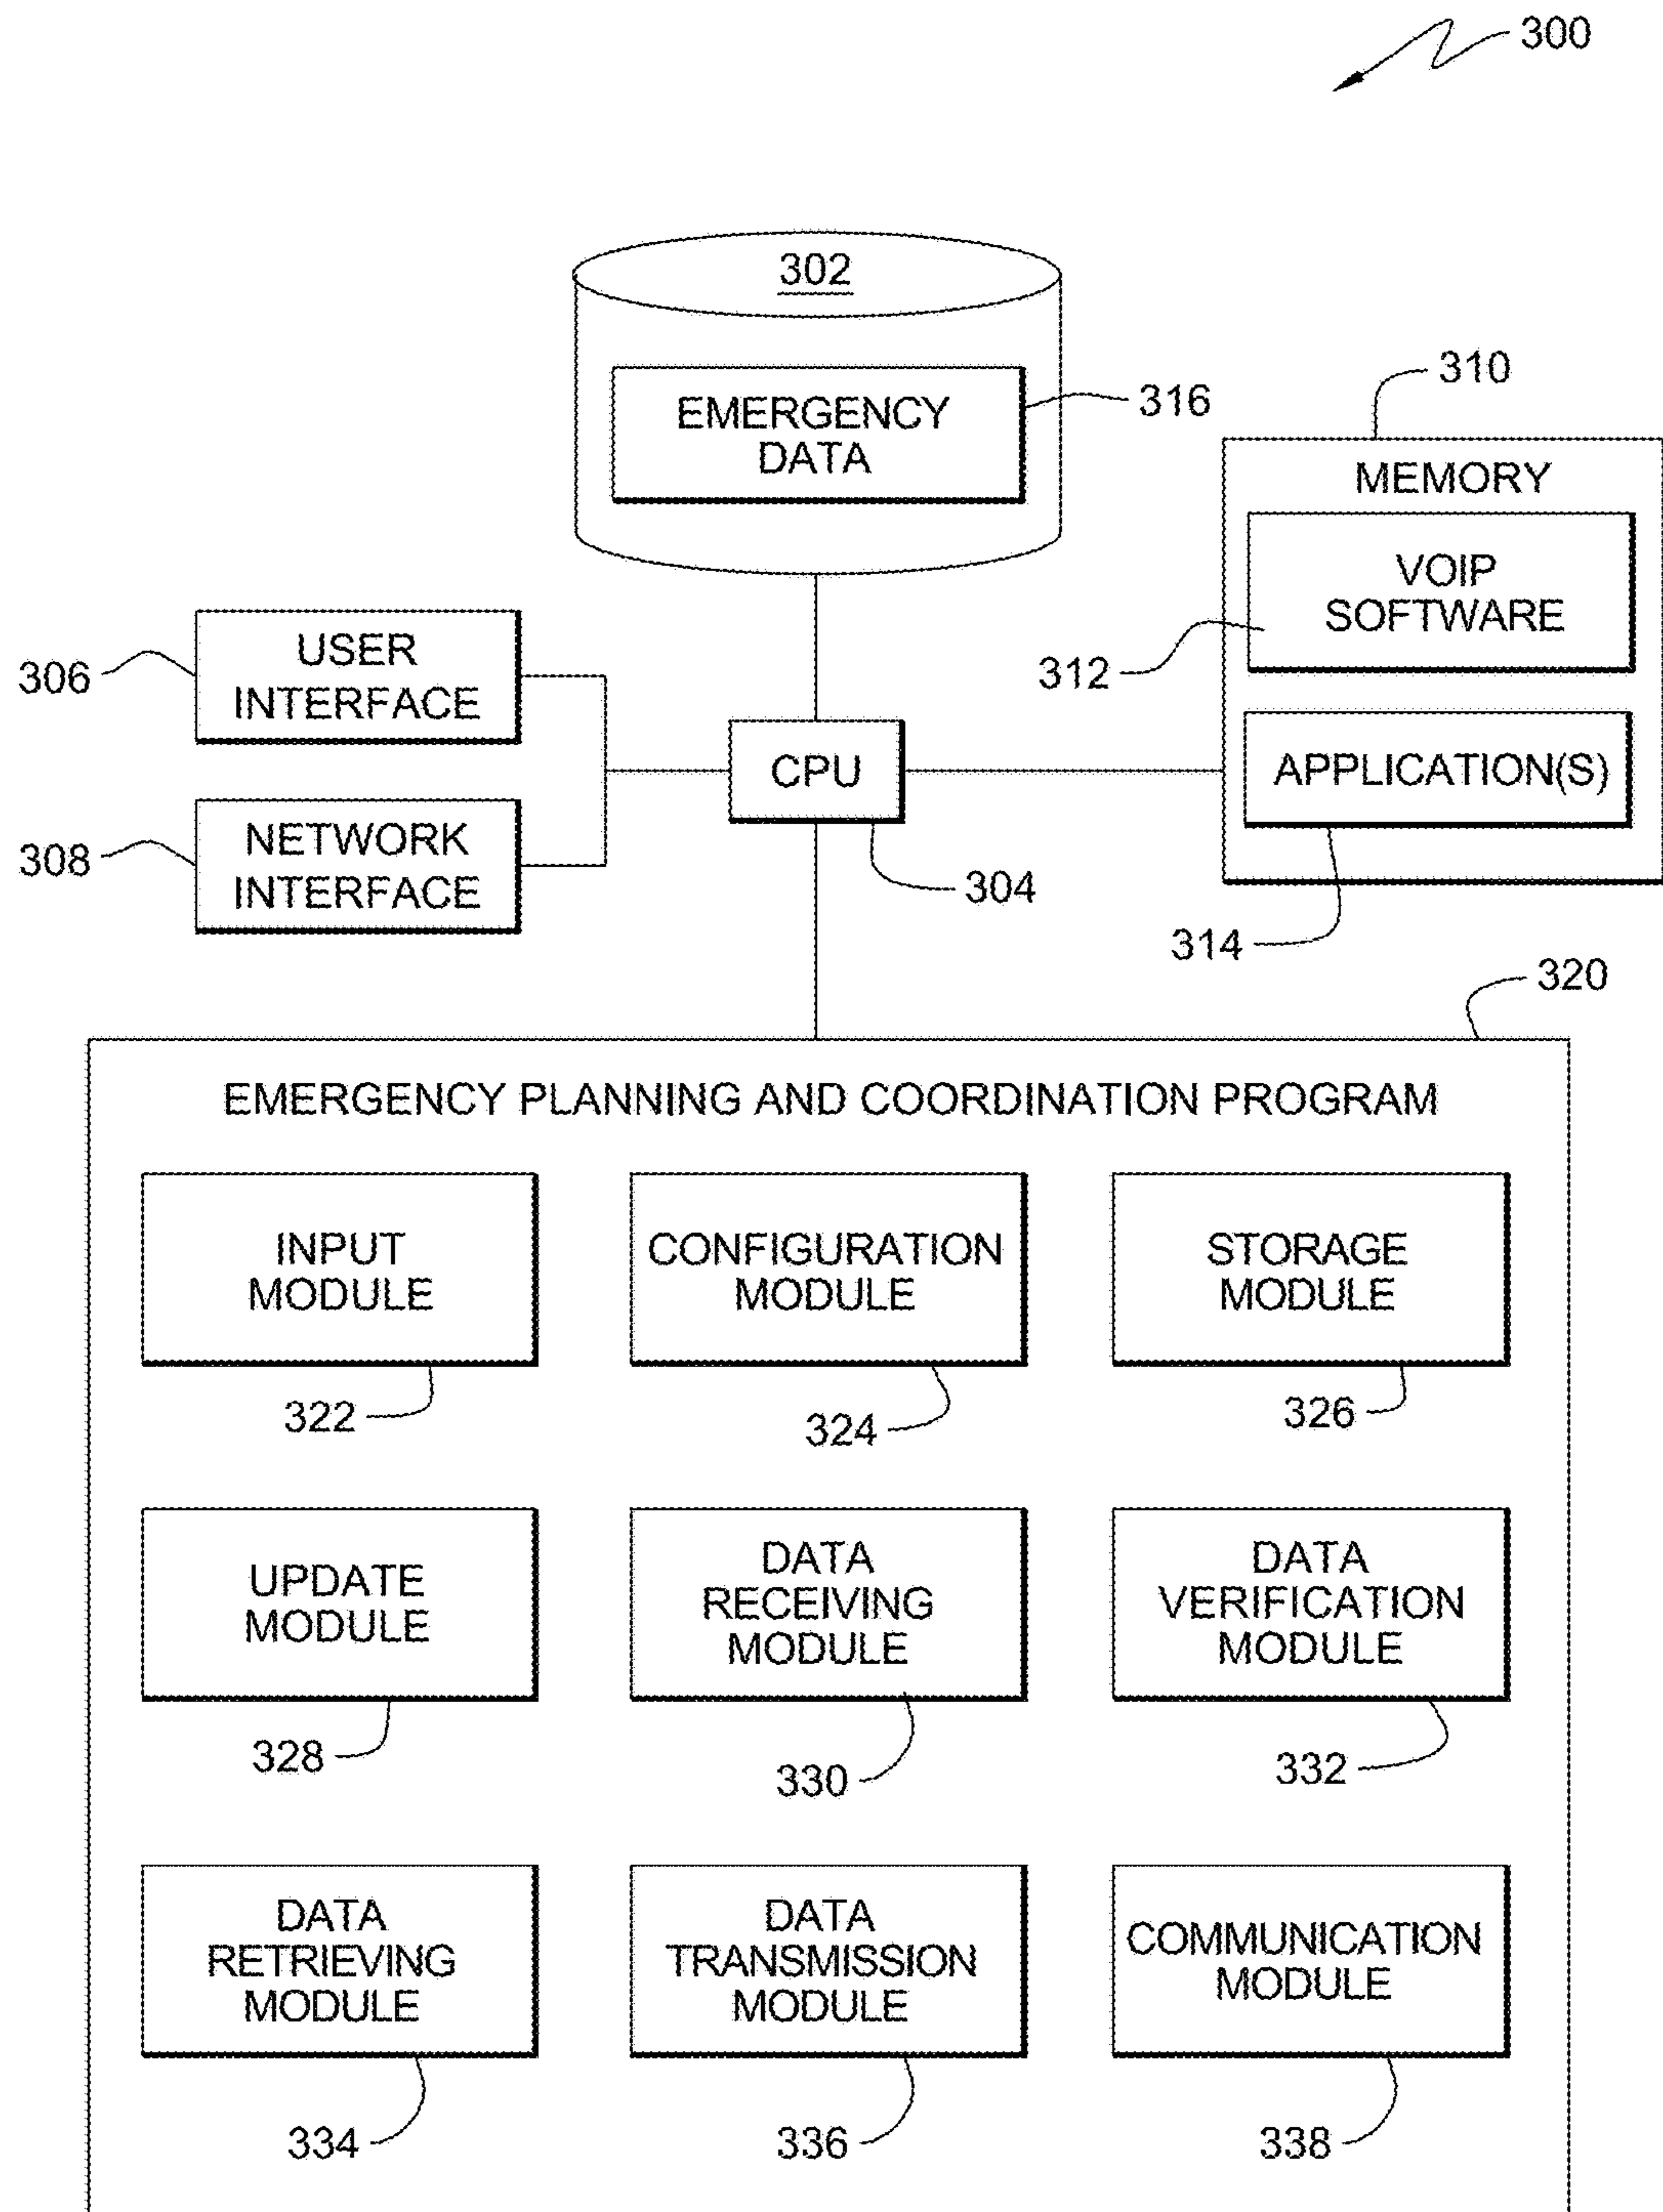 300
302
EMERGENCY
DATA
316
310
MEMORY
VOIP
SOFTWARE
312
APPLICATION(S)
314
USER
INTERFACE
306
NETWORK
INTERFACE
308
CPU
304
320
EMERGENCY PLANNING AND COORDINATION PROGRAM
INPUT
MODULE
322
CONFIGURATION
MODULE
324
STORAGE
MODULE
326
UPDATE
MODULE
328
DATA
RECEIVING
MODULE
330
DATA
VERIFICATION
MODULE
332
DATA
RETRIEVING
MODULE
334
DATA
TRANSMISSION
MODULE
336
COMMUNICATION
MODULE
338